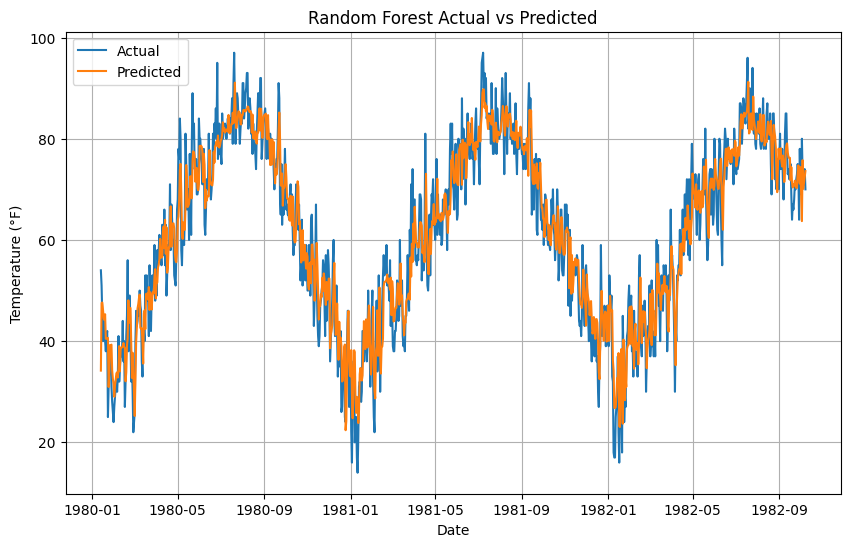 Random Forest Actual vs Predicted
Actual
Predicted
Temperature (°F)
100
80
60
40
20
1980-01 1980-05 1980-09 1981-01 1981-05 1981-09 1982-01 1982-05 1982-09
Date